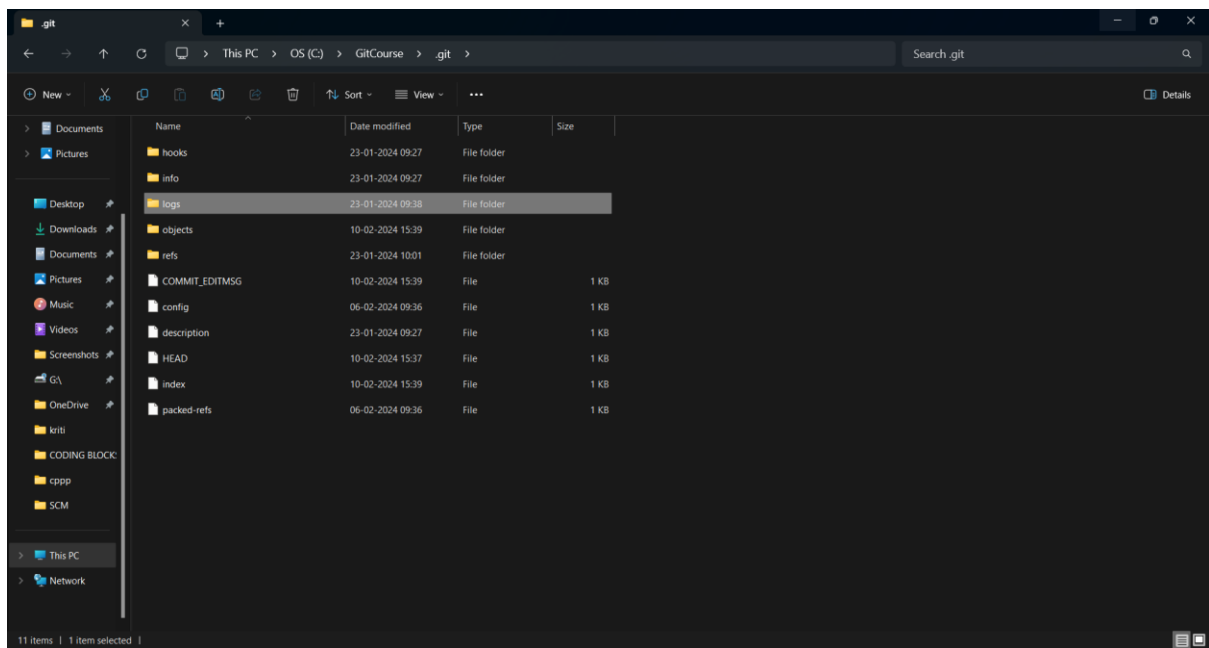 .git
This PC > OS (C:) > GitCourse > .git >
Search .git
New
Sort
View
Details
Documents
Pictures
Desktop
Downloads
Documents
Pictures
Music
Videos
Screenshots
G:\
OneDrive
kriti
CODING BLOCKS
cppp
SCM
This PC
Network
Name Date modified Type Size
hooks 23-01-2024 09:27 File folder
info 23-01-2024 09:27 File folder
logs 23-01-2024 09:38 File folder
objects 10-02-2024 15:39 File folder
refs 23-01-2024 10:01 File folder
COMMIT_EDITMSG 10-02-2024 15:39 File 1 KB
config 06-02-2024 09:36 File 1 KB
description 23-01-2024 09:27 File 1 KB
HEAD 10-02-2024 15:37 File 1 KB
index 10-02-2024 15:39 File 1 KB
packed-refs 06-02-2024 09:36 File 1 KB
11 items | 1 item selected |